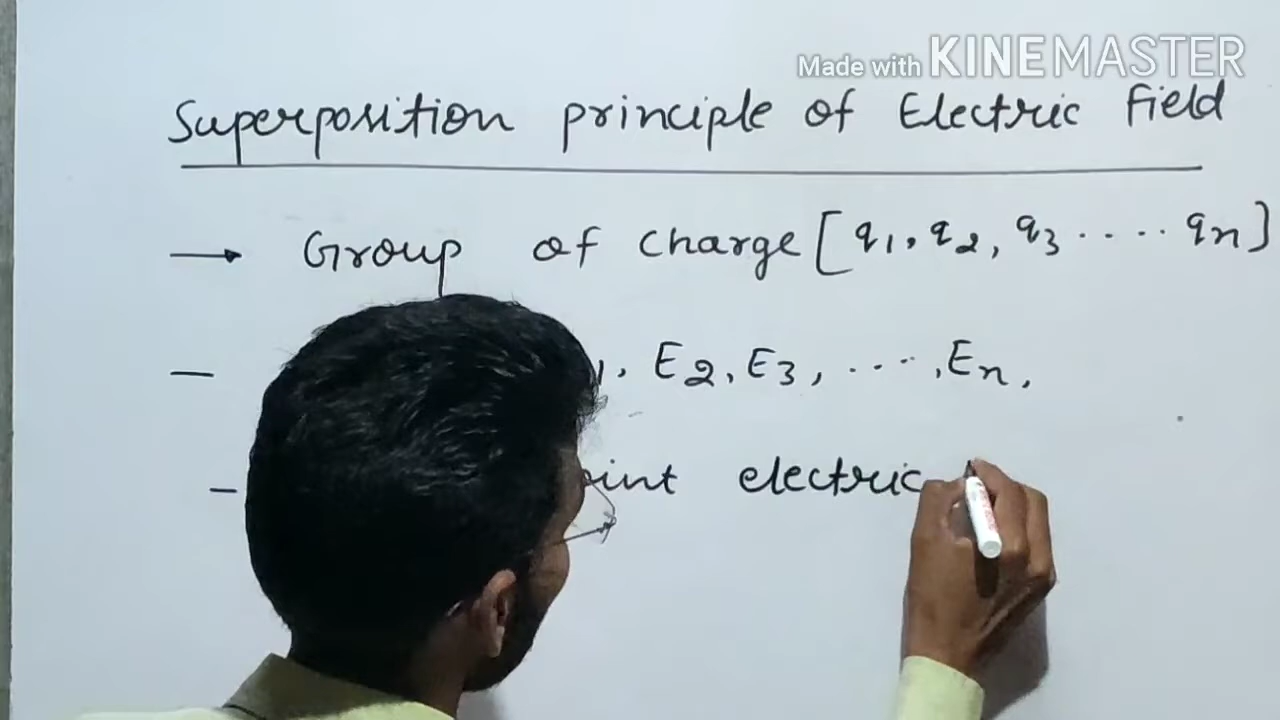 Made with KINEMASTER
Superposition principle of Electric Field
→ Group of charge [q1, q2, q3 .... qn]
— , E2, E3, ...., En,
- electric